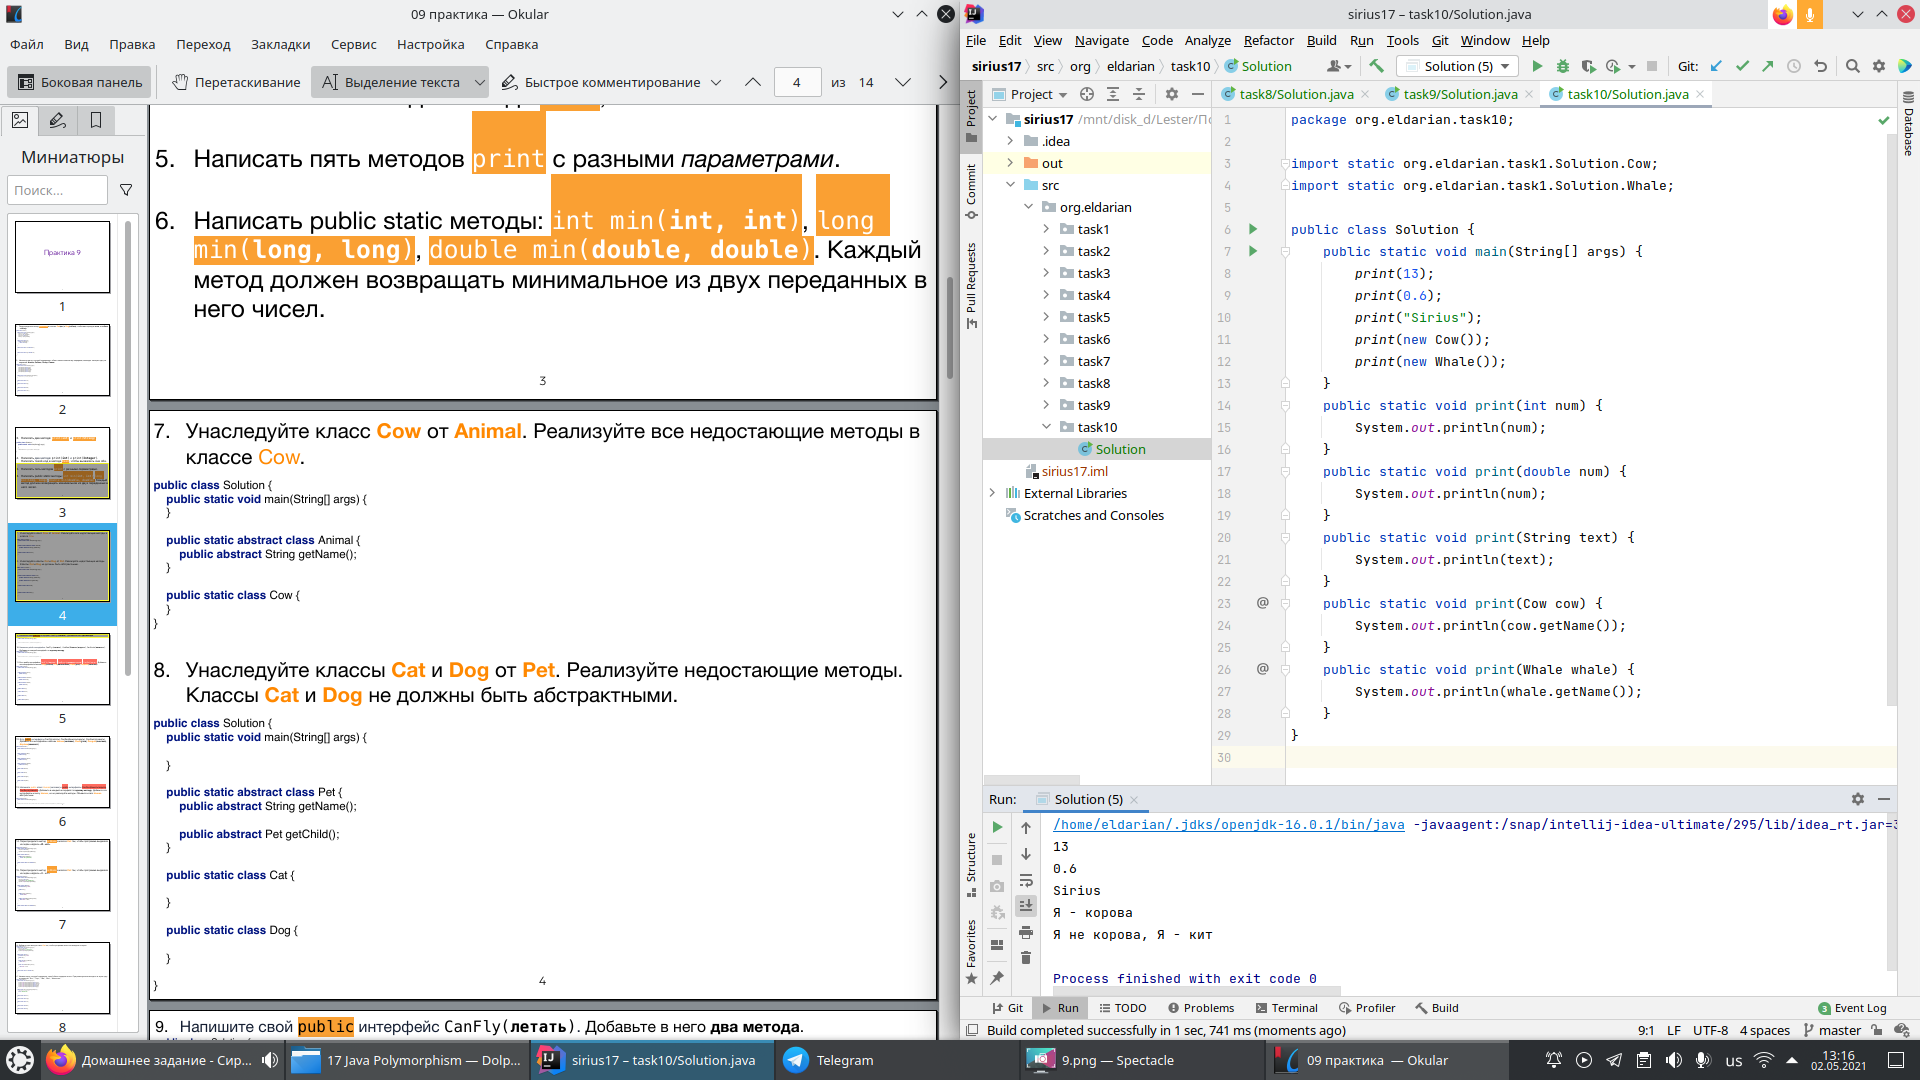 09 практика — Okular
Файл Вид Правка Переход Закладки Сервис Настройка Справка
Боковая панель Перетаскивание Выделение текста Быстрое комментирование 4 из 14
Миниатюры
Поиск...
Практика 9
1
2
3
4
5
6
7
8
5. Написать пять методов print с разными параметрами.
6. Написать public static методы: int min(int, int), long
min(long, long), double min(double, double). Каждый
метод должен возвращать минимальное из двух переданных в
него чисел.
3
7. Унаследуйте класс Cow от Animal. Реализуйте все недостающие методы в
классе Cow.
public class Solution {
public static void main(String[] args) {
}
public static abstract class Animal {
public abstract String getName();
}
public static class Cow {
}
}
8. Унаследуйте классы Cat и Dog от Pet. Реализуйте недостающие методы.
Классы Cat и Dog не должны быть абстрактными.
public class Solution {
public static void main(String[] args) {
}
public static abstract class Pet {
public abstract String getName();
public abstract Pet getChild();
}
public static class Cat {
}
public static class Dog {
}
}
4
9. Напишите свой public интерфейс CanFly(летать). Добавьте в него два метода.
sirius17 – task10/Solution.java
File Edit View Navigate Code Analyze Refactor Build Run Tools Git Window Help
sirius17 src org eldarian task10 Solution Solution (5) Git:
Project
Commit
Pull Requests
Structure
Favorites
Database
Project
task8/Solution.java task9/Solution.java task10/Solution.java
sirius17 /mnt/disk_d/Lester/По
.idea
out
src
org.eldarian
task1
task2
task3
task4
task5
task6
task7
task8
task9
task10
Solution
sirius17.iml
External Libraries
Scratches and Consoles
1 package org.eldarian.task10;
2
3 import static org.eldarian.task1.Solution.Cow;
4 import static org.eldarian.task1.Solution.Whale;
5
6 public class Solution {
7 public static void main(String[] args) {
8 print(13);
9 print(0.6);
10 print("Sirius");
11 print(new Cow());
12 print(new Whale());
13 }
14 public static void print(int num) {
15 System.out.println(num);
16 }
17 public static void print(double num) {
18 System.out.println(num);
19 }
20 public static void print(String text) {
21 System.out.println(text);
22 }
23 @ public static void print(Cow cow) {
24 System.out.println(cow.getName());
25 }
26 @ public static void print(Whale whale) {
27 System.out.println(whale.getName());
28 }
29 }
30
Run: Solution (5)
/home/eldarian/.jdks/openjdk-16.0.1/bin/java -javaagent:/snap/intellij-idea-ultimate/295/lib/idea_rt.jar=3
13
0.6
Sirius
Я - корова
Я не корова, Я - кит
Process finished with exit code 0
Git Run TODO Problems Terminal Profiler Build 3 Event Log
Build completed successfully in 1 sec, 741 ms (moments ago) 9:1 LF UTF-8 4 spaces master
Домашнее задание - Сир... 17 Java Polymorphism — Dolp... sirius17 – task10/Solution.java Telegram 9.png — Spectacle 09 практика — Okular us 13:16
02.05.2021